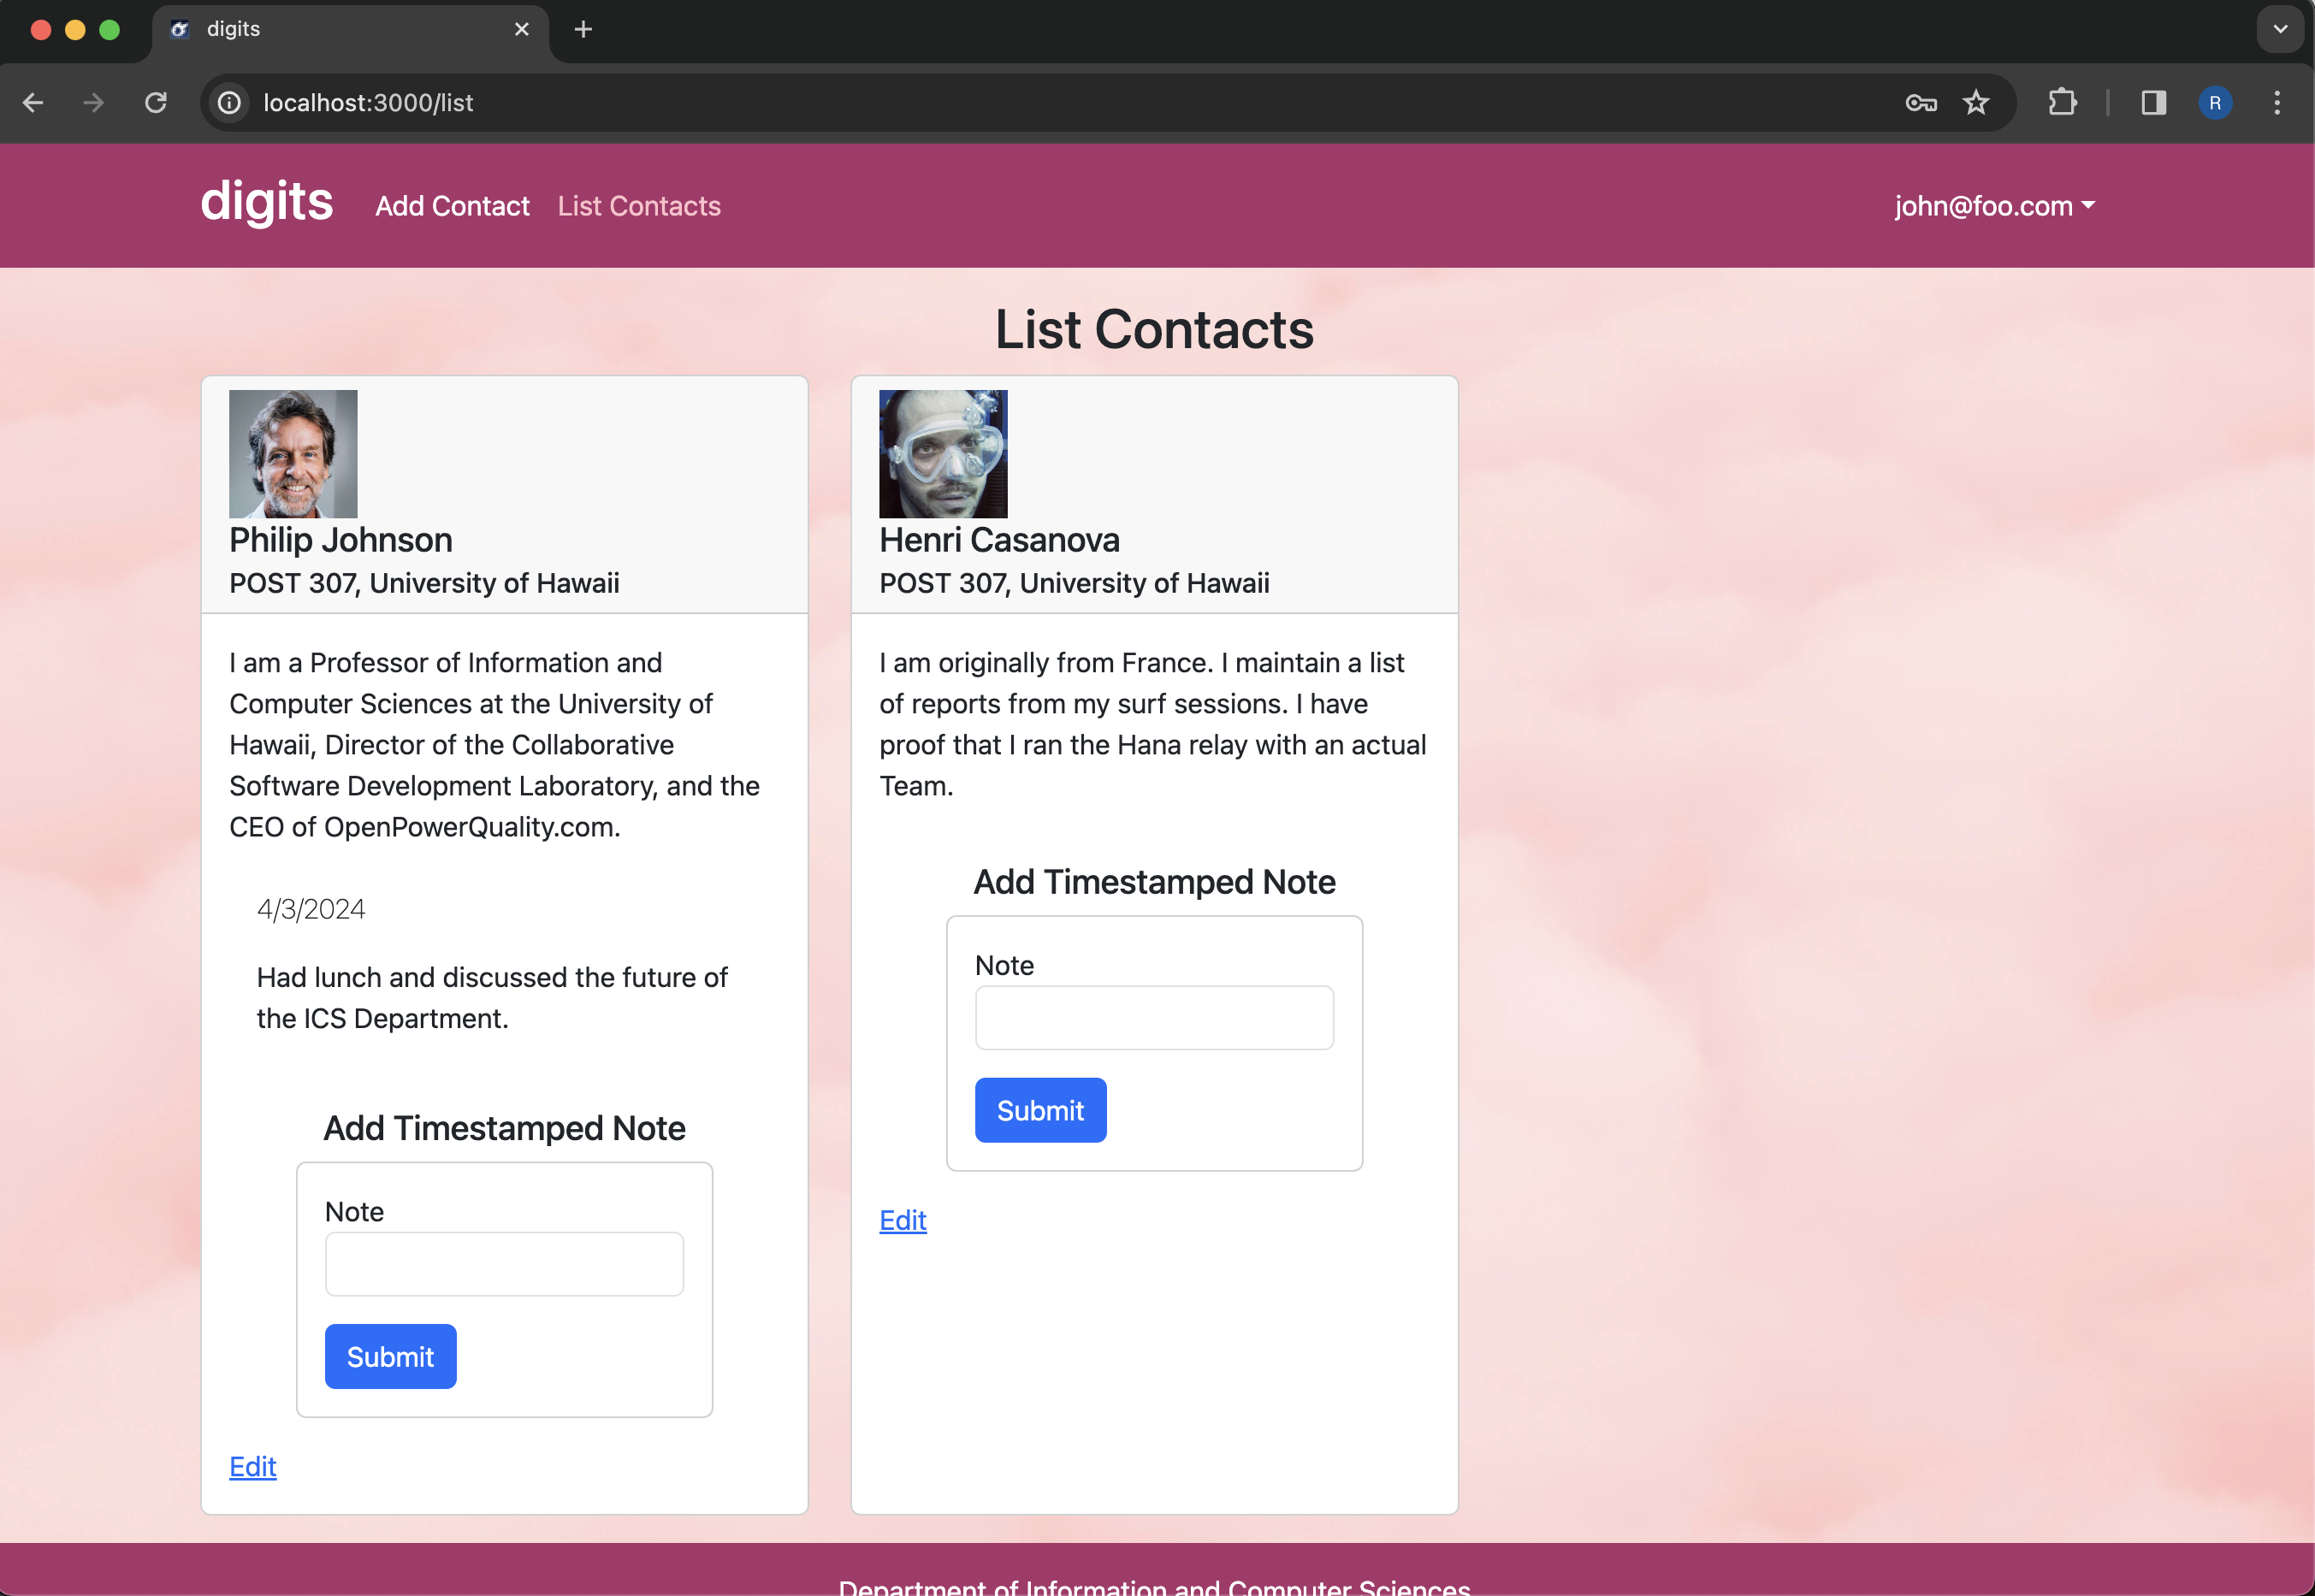 digits
localhost:3000/list
R
digits
Add Contact
List Contacts
john@foo.com
List Contacts
Philip Johnson
POST 307, University of Hawaii
I am a Professor of Information and
Computer Sciences at the University of
Hawaii, Director of the Collaborative
Software Development Laboratory, and the
CEO of OpenPowerQuality.com.
4/3/2024
Had lunch and discussed the future of
the ICS Department.
Add Timestamped Note
Note
Submit
Edit
Henri Casanova
POST 307, University of Hawaii
I am originally from France. I maintain a list
of reports from my surf sessions. I have
proof that I ran the Hana relay with an actual
Team.
Add Timestamped Note
Note
Submit
Edit
Department of Information and Computer Sciences